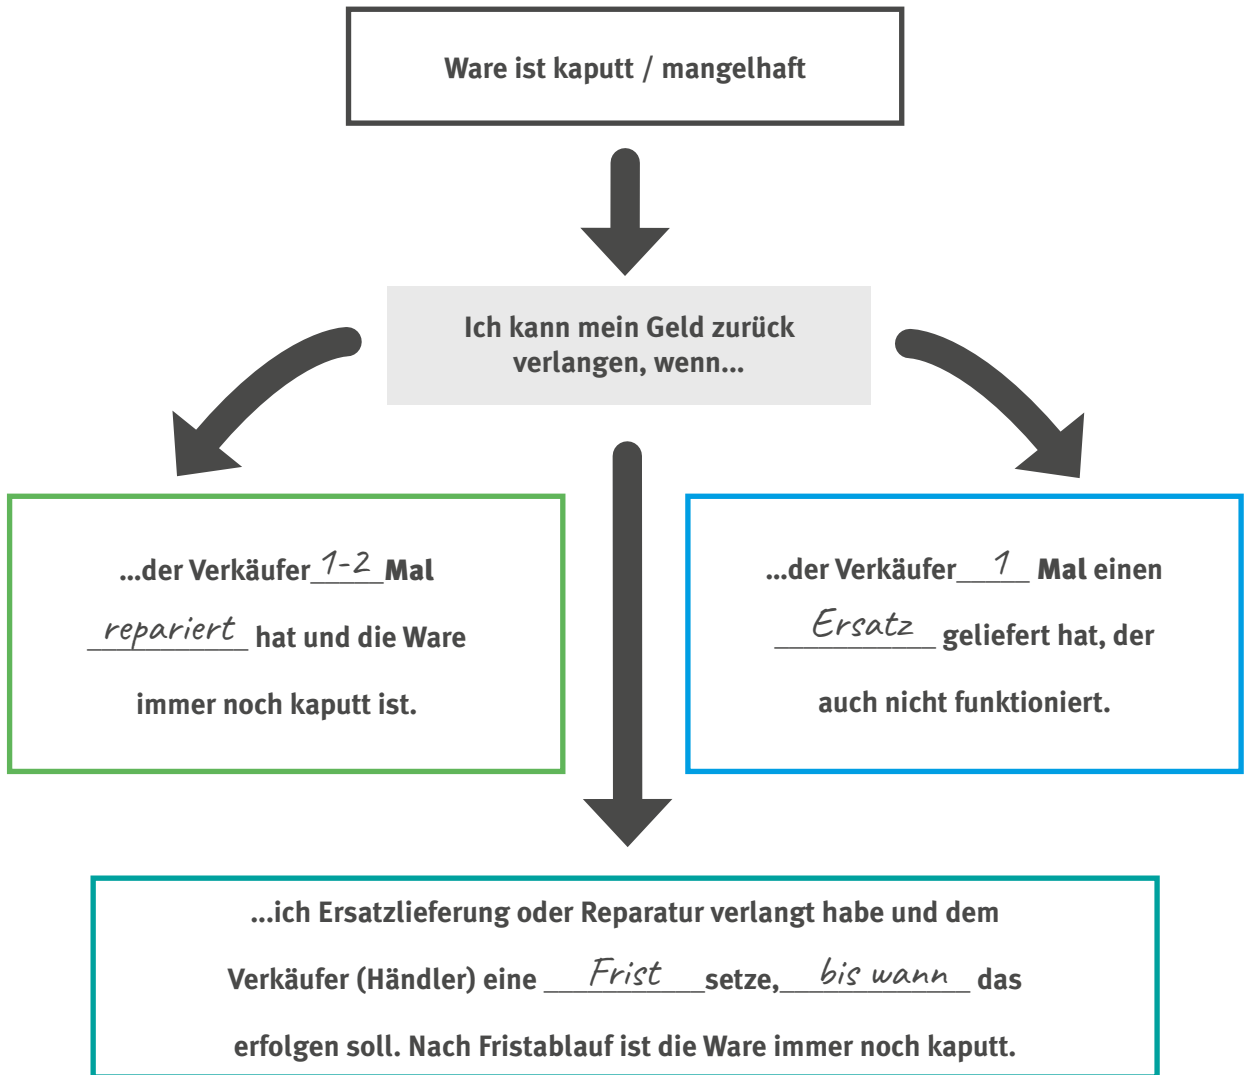 Ware ist kaputt / mangelhaft
Ich kann mein Geld zurück
verlangen, wenn...
...der Verkäufer 1-2 Mal
repariert hat und die Ware
immer noch kaputt ist.
...der Verkäufer 1 Mal einen
Ersatz geliefert hat, der
auch nicht funktioniert.
...ich Ersatzlieferung oder Reparatur verlangt habe und dem
Verkäufer (Händler) eine Frist setze, bis wann das
erfolgen soll. Nach Fristablauf ist die Ware immer noch kaputt.